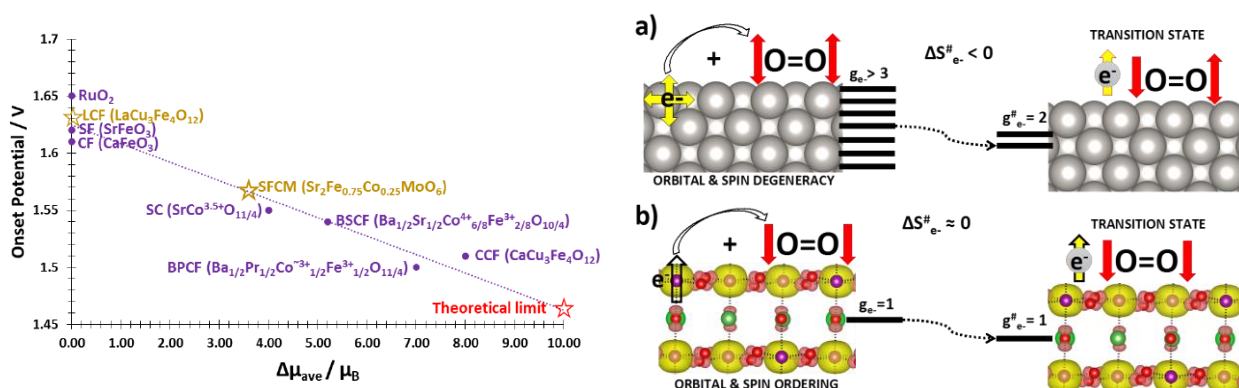 Onset Potential / V
1.7
1.65
1.6
1.55
1.5
1.45
RuO₂
LCF (LaCu₃Fe₄O₁₂)
SF (SrFeO₃)
CF (CaFeO₃)
SFCM (Sr₂Fe₀.₇₅Co₀.₂₅MoO₆)
SC (SrCo³·⁵⁺O₁₁/₄)
BSCF (Ba₁/₂Sr₁/₂Co⁴⁺₆/₈Fe³⁺₂/₈O₁₀/₄)
CCF (CaCu₃Fe₄O₁₂)
BPCF (Ba₁/₂Pr₁/₂Co~³⁺₁/₂Fe³⁺₁/₂O₁₁/₄)
Theoretical limit
0.00 1.00 2.00 3.00 4.00 5.00 6.00 7.00 8.00 9.00 10.00
Δμave / μB
a)
+ O=O
e-
gₑ₋> 3
ORBITAL & SPIN DEGENERACY
ΔS#ₑ₋ < 0
TRANSITION STATE
e⁻ O=O
g#ₑ₋= 2
b)
+ O=O
e⁻
gₑ₋=1
ORBITAL & SPIN ORDERING
ΔS#ₑ₋ ≈ 0
TRANSITION STATE
e⁻ O=O
g#ₑ₋= 1